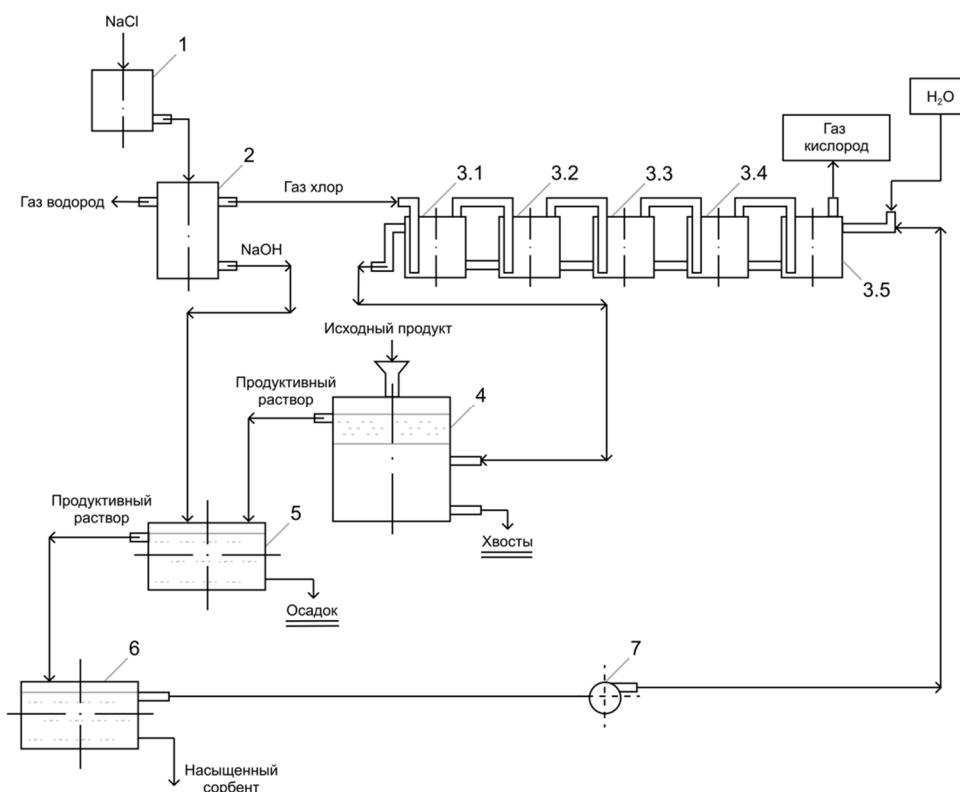 NaCl
1
H₂O
Газ
кислород
2
3.1
3.2
3.3
3.4
Газ водород
Газ хлор
NaOH
3.5
Исходный продукт
Продуктивный
раствор
4
Продуктивный
раствор
5
Хвосты
Осадок
6
7
Насыщенный
сорбент